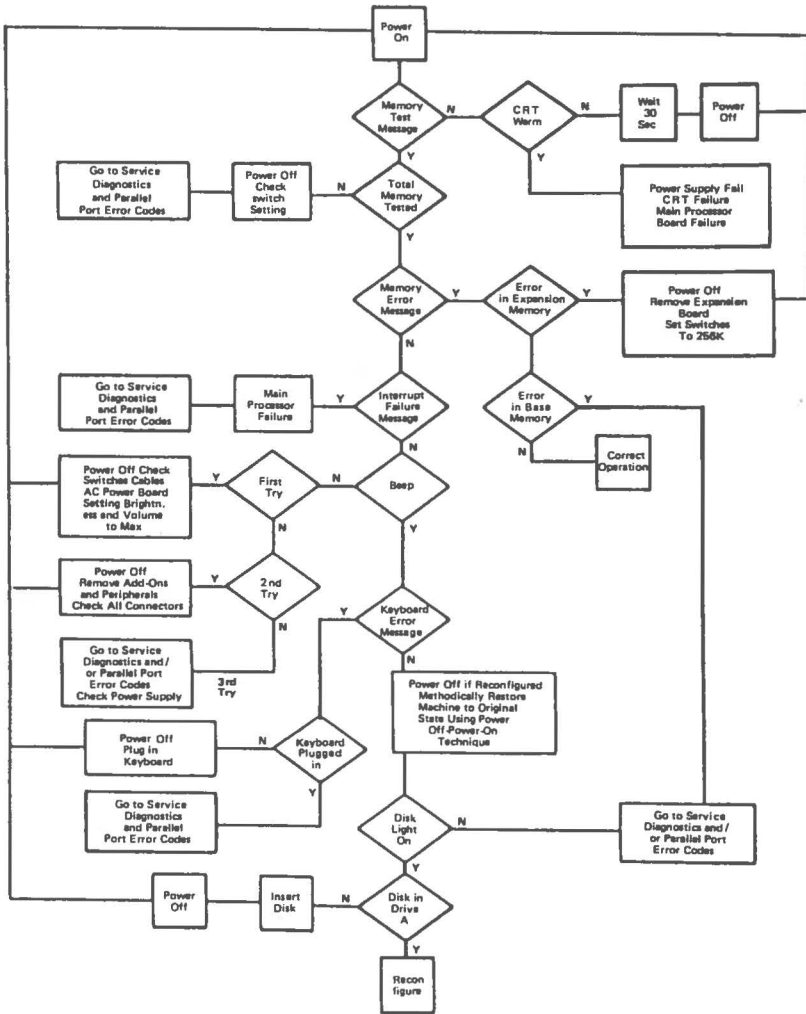 Power
On
Memory
Test
Message
N
CRT
Warm
N
Wait
30
Sec
Power
Off
Y
Y
Go to Service
Diagnostics
and Parallel
Port Error Codes
Power Off
Check
switch
Setting
N
Total
Memory
Tested
Power Supply Fail
CRT Failure
Main Processor
Board Failure
Y
Memory
Error
Message
Y
Error
in Expansion
Memory
Y
Power Off
Remove Expansion
Board
Set Switches
To 256K
N
Go to Service
Diagnostics
and Parallel
Port Error Codes
Main
Processor
Failure
Y
Interrupt
Failure
Message
Error
in Base
Memory
Y
N
N
Correct
Operation
Power Off Check
Switches Cables
AC Power Board
Setting Brightn.
ess and Volume
to Max
Y
First
Try
N
Beep
N
Y
Power Off
Remove Add-Ons
and Peripherals
Check All Connectors
Y
2nd
Try
N
Y
Keyboard
Error
Message
N
Go to Service
Diagnostics and/
or Parallel Port
Error Codes
Check Power Supply
3rd
Try
Power Off if Reconfigured
Methodically Restore
Machine to Original
State Using Power
Off-Power-On
Technique
Power Off
Plug in
Keyboard
N
Keyboard
Plugged
in
Y
Go to Service
Diagnostics
and Parallel
Port Error Codes
Disk
Light
On
N
Go to Service
Diagnostics and/
or Parallel Port
Error Codes
Y
Power
Off
Insert
Disk
N
Disk in
Drive
A
Y
Recon
figure